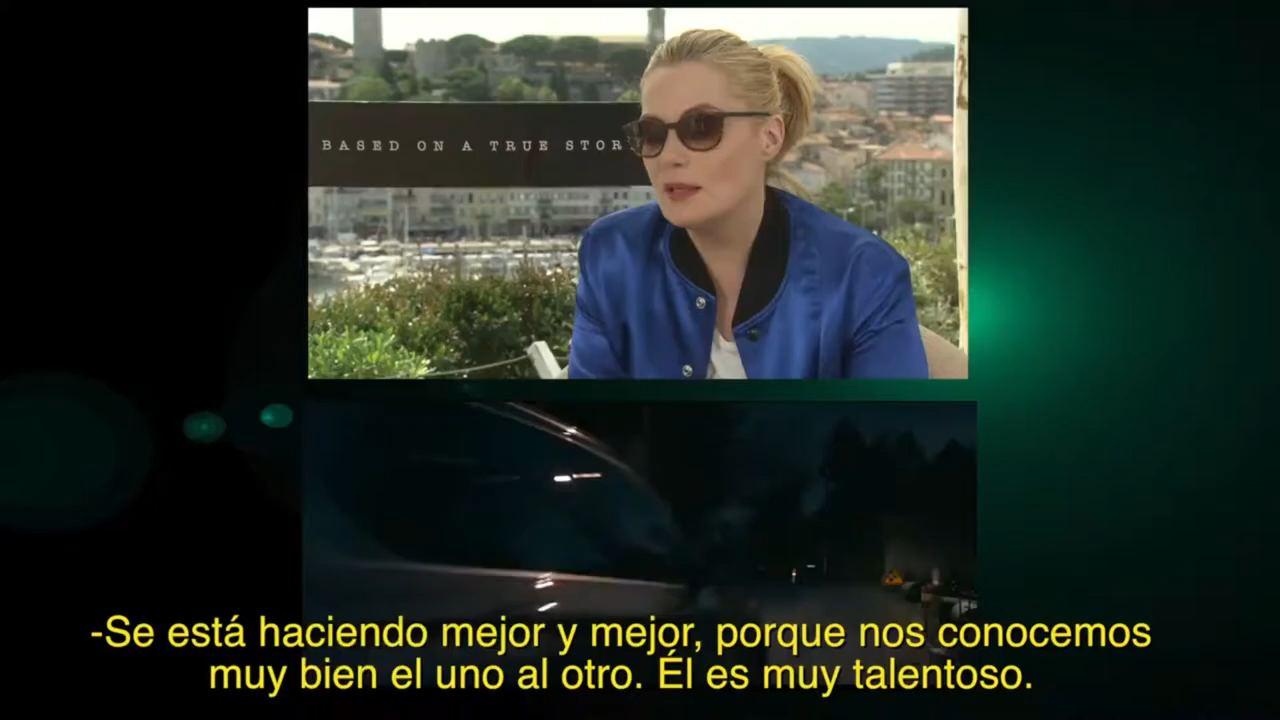 BASED ON A TRUE STOR
-Se está haciendo mejor y mejor, porque nos conocemos
muy bien el uno al otro. Él es muy talentoso.